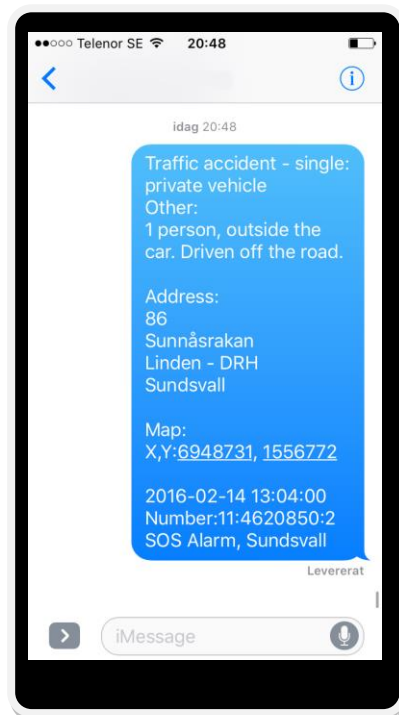 Telenor SE 20:48
idag 20:48
Traffic accident - single:
private vehicle
Other:
1 person, outside the
car. Driven off the road.
Address:
86
Sunnåsrakan
Linden - DRH
Sundsvall
Map:
X,Y:6948731, 1556772
2016-02-14 13:04:00
Number:11:4620850:2
SOS Alarm, Sundsvall
Levererat
iMessage